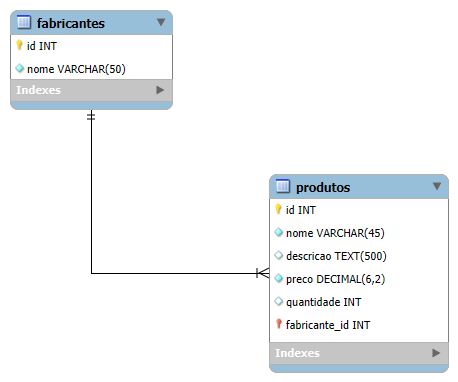 fabricantes
id INT
nome VARCHAR(50)
Indexes
produtos
id INT
nome VARCHAR(45)
descricao TEXT(500)
preco DECIMAL(6,2)
quantidade INT
fabricante_id INT
Indexes